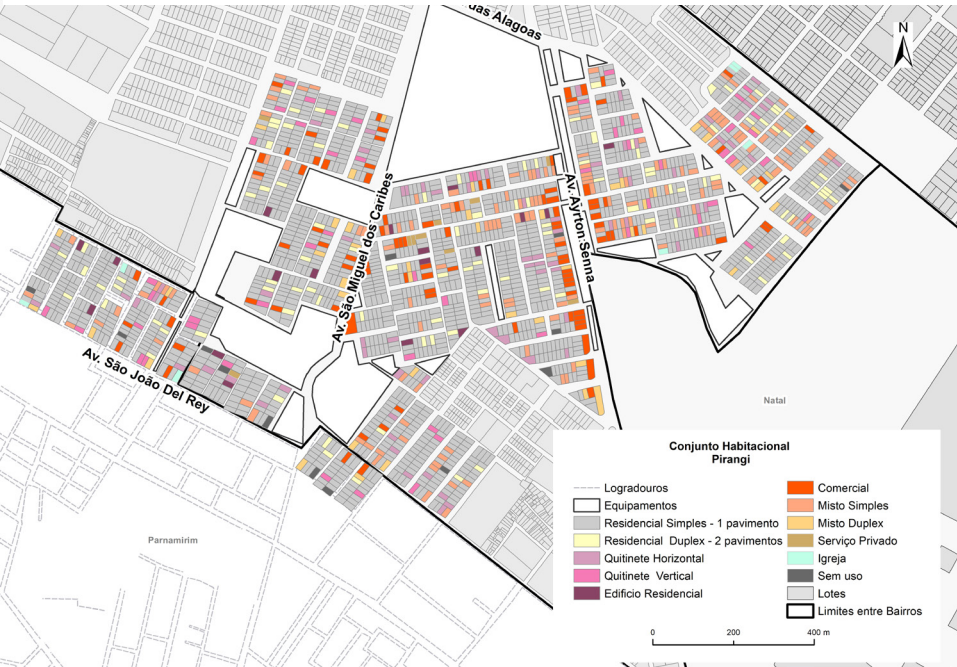 das Alagoas
N
Av. São Miguel dos Caribes
Av. Ayrton Senna
Av. São João Del Rey
Natal
Parnamirim
Conjunto Habitacional
Pirangi
Logradouros
Equipamentos
Residencial Simples - 1 pavimento
Residencial Duplex - 2 pavimentos
Quitinete Horizontal
Quitinete Vertical
Edificio Residencial
Comercial
Misto Simples
Misto Duplex
Serviço Privado
Igreja
Sem uso
Lotes
Limites entre Bairros
0 200 400 m